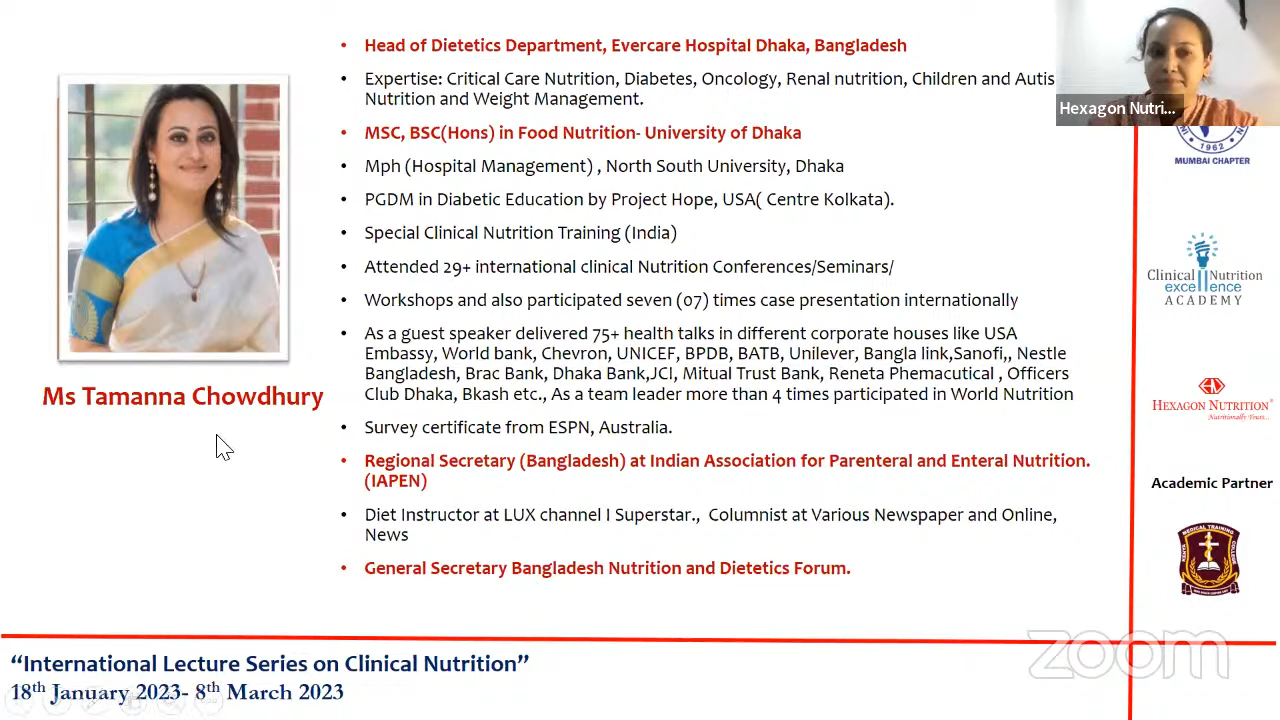 Head of Dietetics Department, Evercare Hospital Dhaka, Bangladesh
Expertise: Critical Care Nutrition, Diabetes, Oncology, Renal nutrition, Children and Autis
Nutrition and Weight Management.
MSC, BSC(Hons) in Food Nutrition- University of Dhaka
Mph (Hospital Management) , North South University, Dhaka
PGDM in Diabetic Education by Project Hope, USA( Centre Kolkata).
Special Clinical Nutrition Training (India)
Attended 29+ international clinical Nutrition Conferences/Seminars/
Workshops and also participated seven (07) times case presentation internationally
As a guest speaker delivered 75+ health talks in different corporate houses like USA
Embassy, World bank, Chevron, UNICEF, BPDB, BATB, Unilever, Bangla link,Sanofi,, Nestle
Bangladesh, Brac Bank, Dhaka Bank,JCI, Mitual Trust Bank, Reneta Phemacutical , Officers
Club Dhaka, Bkash etc., As a team leader more than 4 times participated in World Nutrition
Survey certificate from ESPN, Australia.
Regional Secretary (Bangladesh) at Indian Association for Parenteral and Enteral Nutrition.
(IAPEN)
Diet Instructor at LUX channel I Superstar., Columnist at Various Newspaper and Online,
News
General Secretary Bangladesh Nutrition and Dietetics Forum.
Ms Tamanna Chowdhury
Hexagon Nutri...
1962
MUMBAI CHAPTER
Clinical Nutrition
excellence
ACADEMY
HEXAGON NUTRITION
Nutritionally Yours...
Academic Partner
MEDICAL TRAINING
zoom
“International Lecture Series on Clinical Nutrition”
18th January 2023- 8th March 2023